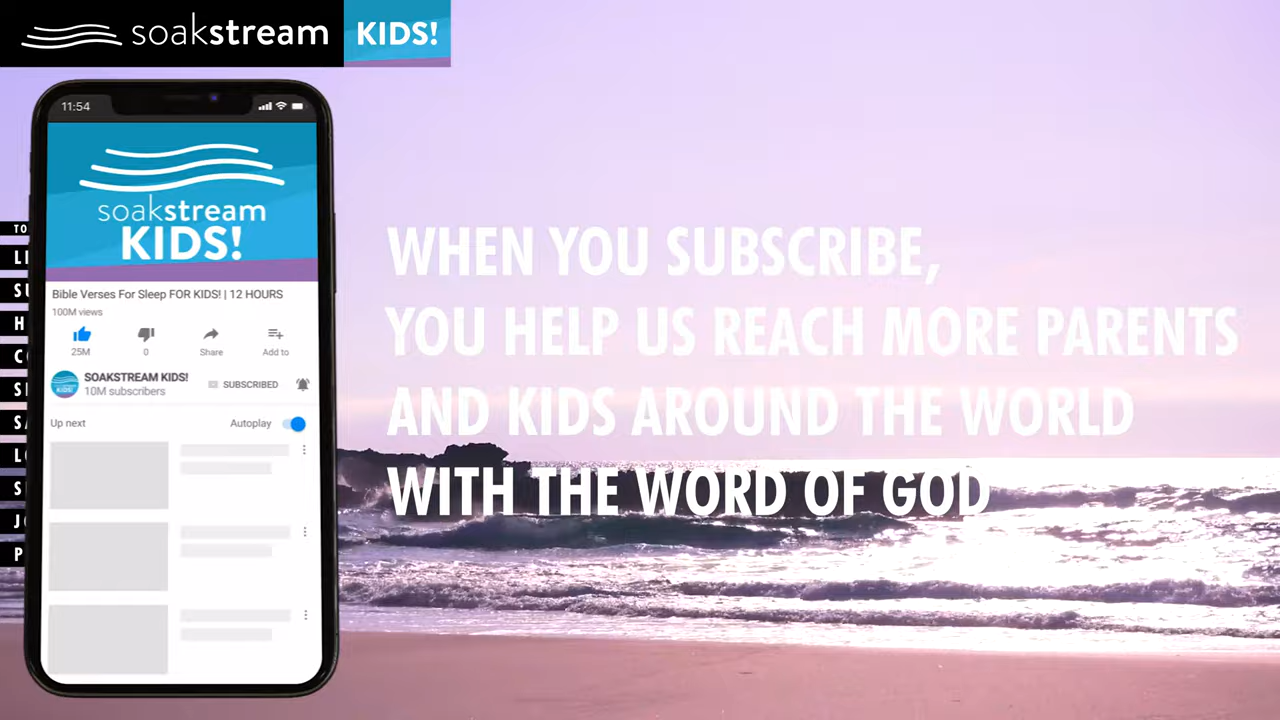 soakstream KIDS!
11:54
soakstream
KIDS!
Bible Verses For Sleep FOR KIDS! | 12 HOURS
100M views
25M
0
Share
Add to
SOAKSTREAM KIDS!
10M subscribers
SUBSCRIBED
Up next
Autoplay
WHEN YOU SUBSCRIBE,
YOU HELP US REACH MORE PARENTS
AND KIDS AROUND THE WORLD
WITH THE WORD OF GOD